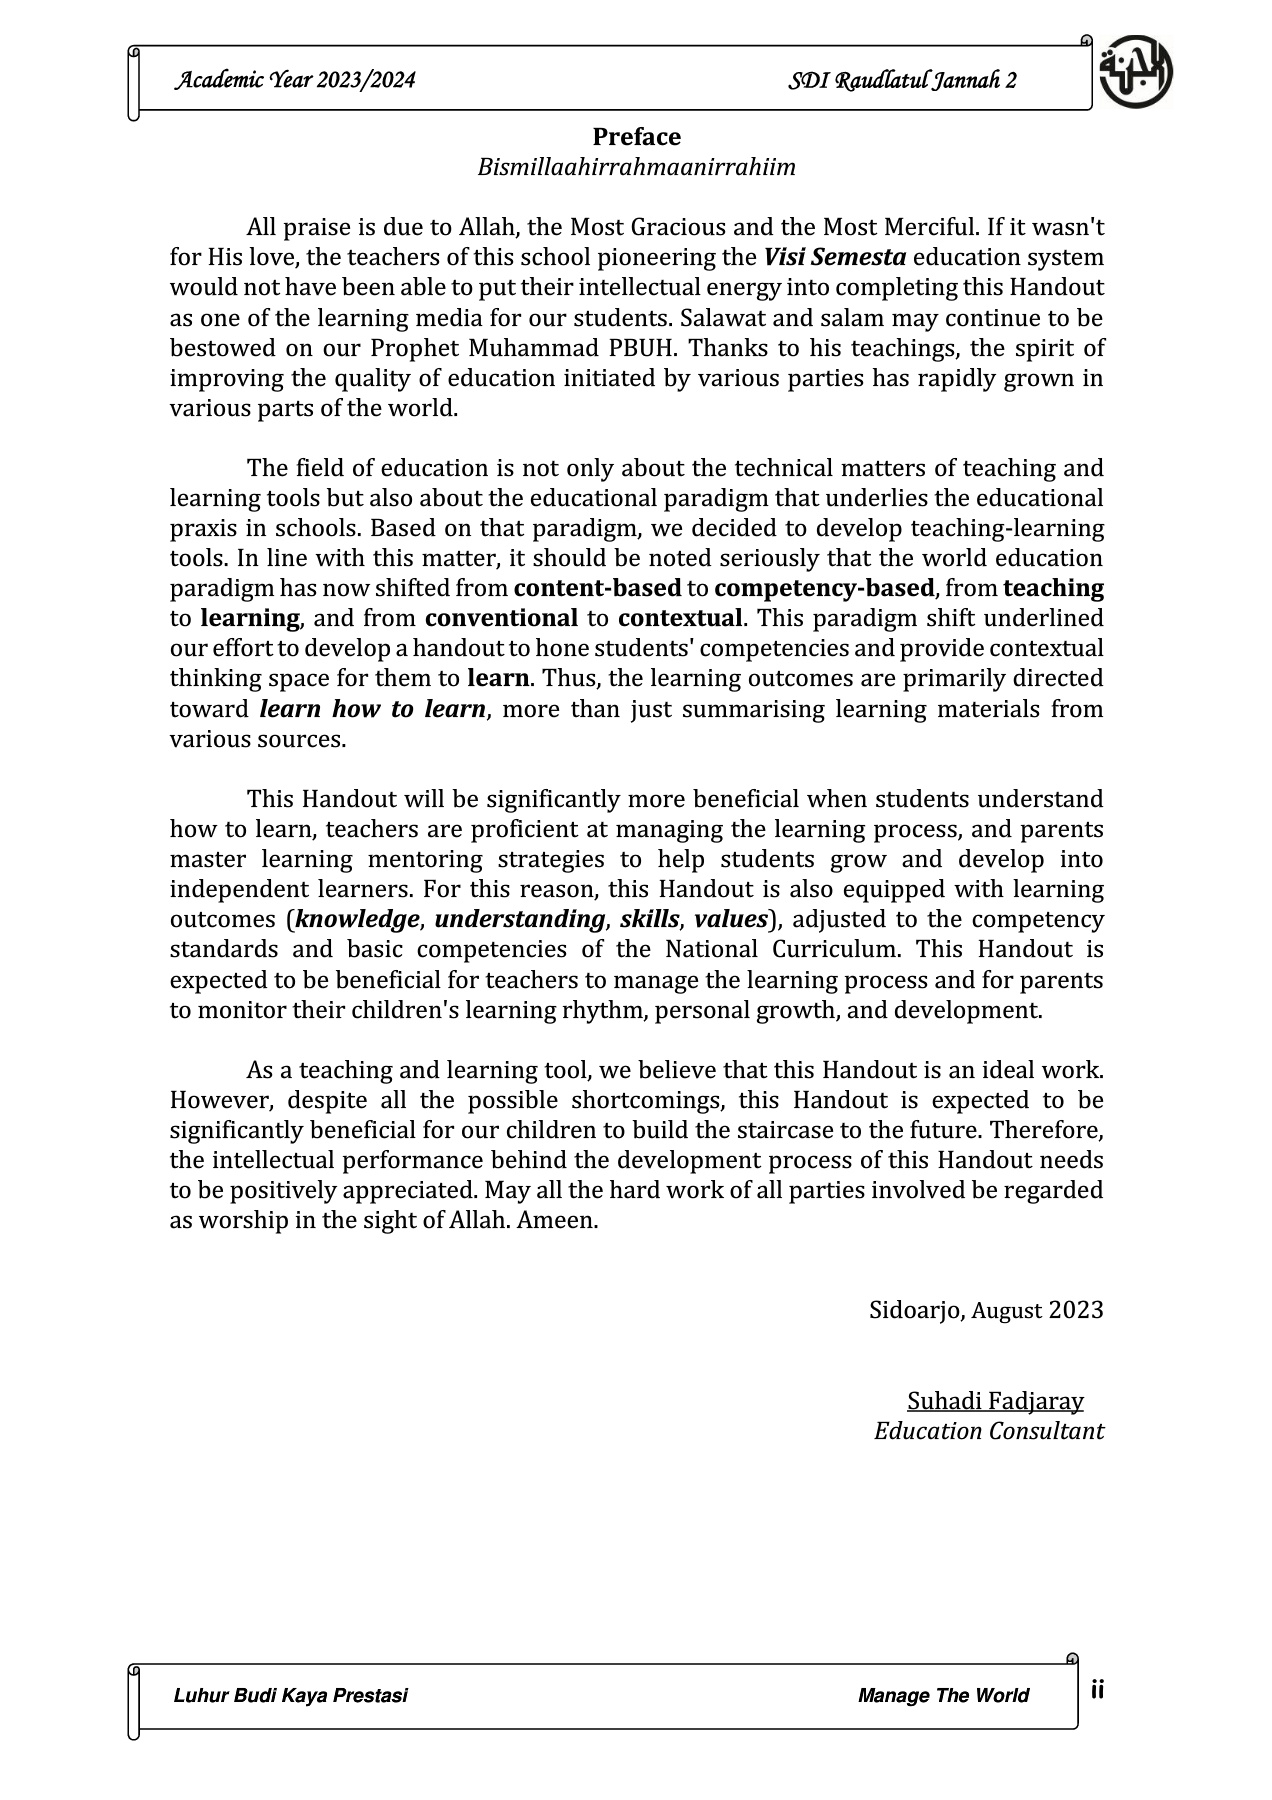 Academic Year 2023/2024 SDI Raudlatul Jannah 2
Preface
Bismillaahirrahmaanirrahiim
All praise is due to Allah, the Most Gracious and the Most Merciful. If it wasn't
for His love, the teachers of this school pioneering the Visi Semesta education system
would not have been able to put their intellectual energy into completing this Handout
as one of the learning media for our students. Salawat and salam may continue to be
bestowed on our Prophet Muhammad PBUH. Thanks to his teachings, the spirit of
improving the quality of education initiated by various parties has rapidly grown in
various parts of the world.
The field of education is not only about the technical matters of teaching and
learning tools but also about the educational paradigm that underlies the educational
praxis in schools. Based on that paradigm, we decided to develop teaching-learning
tools. In line with this matter, it should be noted seriously that the world education
paradigm has now shifted from content-based to competency-based, from teaching
to learning, and from conventional to contextual. This paradigm shift underlined
our effort to develop a handout to hone students' competencies and provide contextual
thinking space for them to learn. Thus, the learning outcomes are primarily directed
toward learn how to learn, more than just summarising learning materials from
various sources.
This Handout will be significantly more beneficial when students understand
how to learn, teachers are proficient at managing the learning process, and parents
master learning mentoring strategies to help students grow and develop into
independent learners. For this reason, this Handout is also equipped with learning
outcomes (knowledge, understanding, skills, values), adjusted to the competency
standards and basic competencies of the National Curriculum. This Handout is
expected to be beneficial for teachers to manage the learning process and for parents
to monitor their children's learning rhythm, personal growth, and development.
As a teaching and learning tool, we believe that this Handout is an ideal work.
However, despite all the possible shortcomings, this Handout is expected to be
significantly beneficial for our children to build the staircase to the future. Therefore,
the intellectual performance behind the development process of this Handout needs
to be positively appreciated. May all the hard work of all parties involved be regarded
as worship in the sight of Allah. Ameen.
Sidoarjo, August 2023
Suhadi Fadjaray
Education Consultant
Luhur Budi Kaya Prestasi Manage The World ii